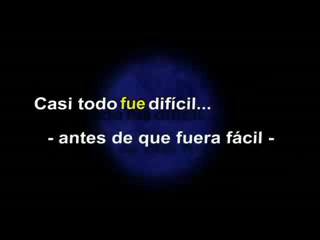 Casi todo fue difícil...
- antes de que fuera fácil -